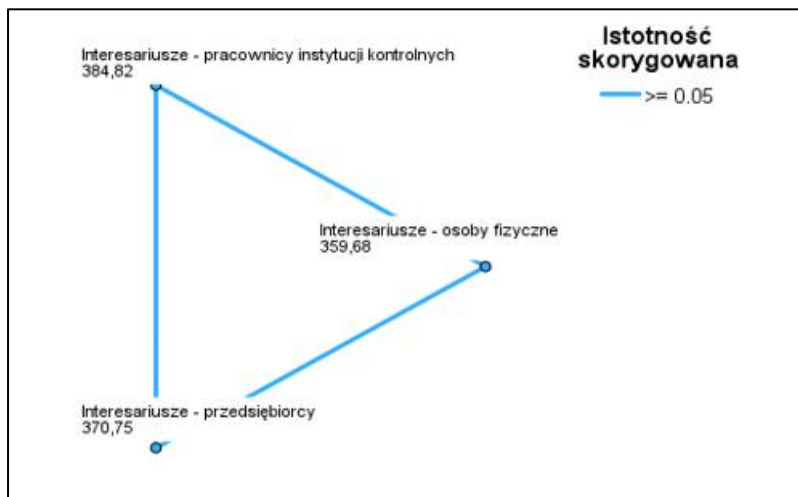 Istotność
skorygowana
>= 0.05
Interesariusze - pracownicy instytucji kontrolnych
384,82
Interesariusze - osoby fizyczne
359,68
Interesariusze - przedsiębiorcy
370,75